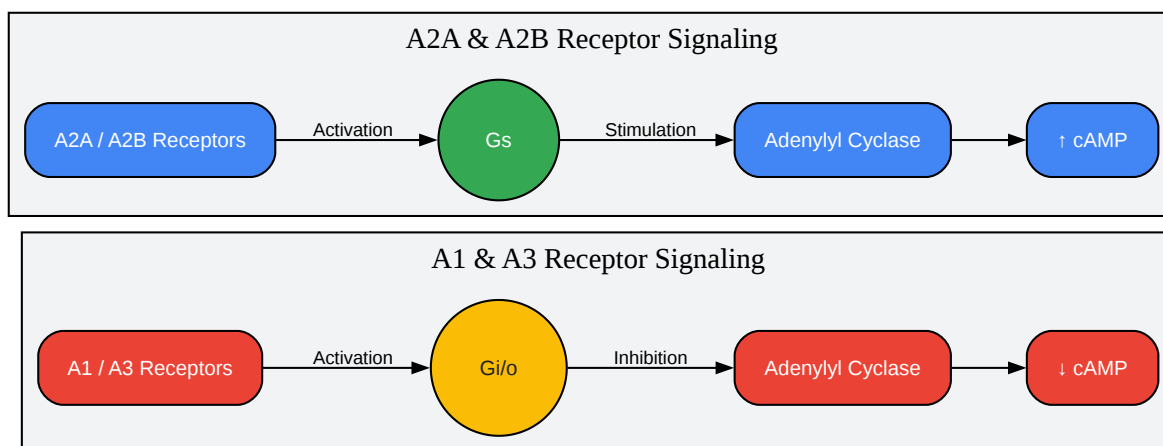 A2A & A2B Receptor Signaling
A2A / A2B Receptors
Activation
Gs
Stimulation
Adenylyl Cyclase
↑ cAMP
A1 & A3 Receptor Signaling
A1 / A3 Receptors
Activation
Gi/o
Inhibition
Adenylyl Cyclase
↓ cAMP